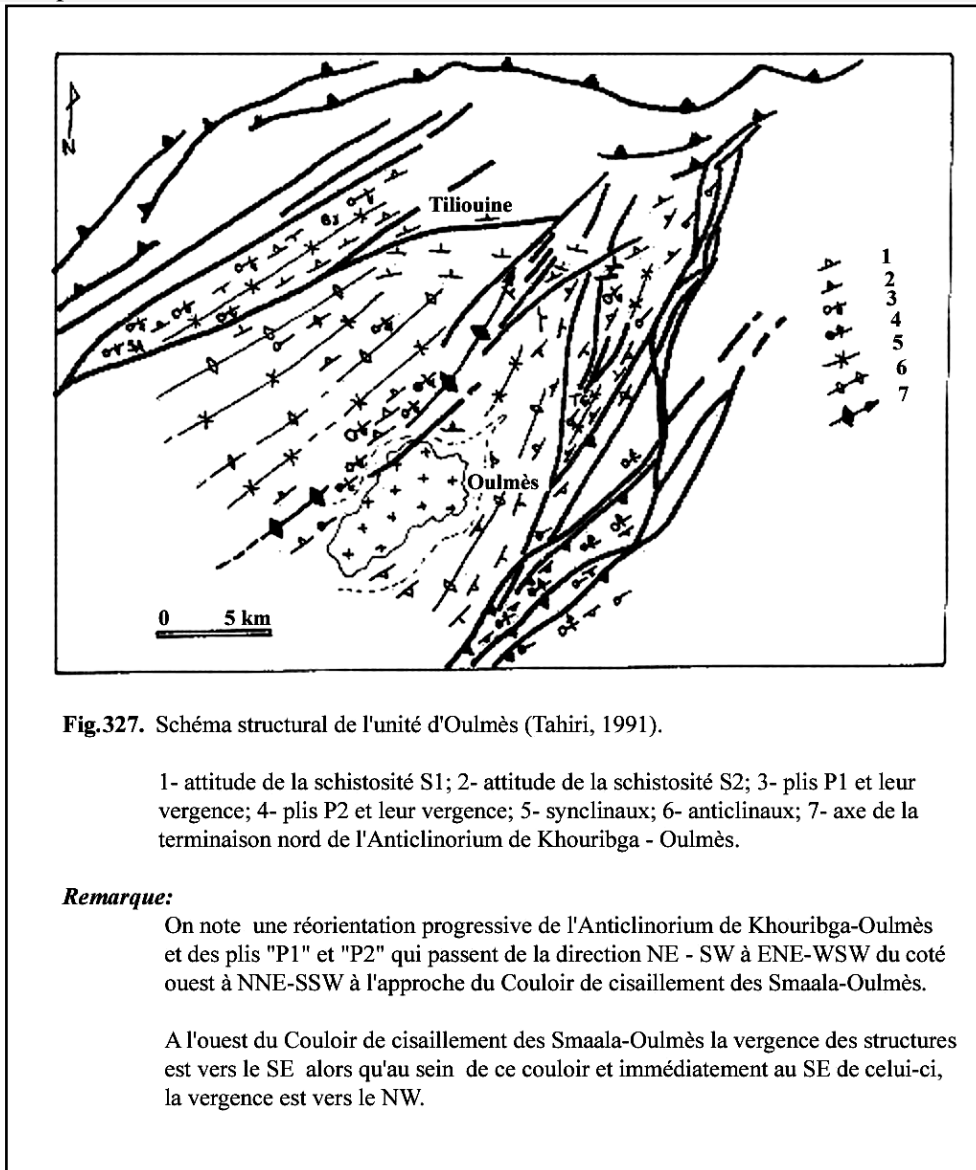 N
Tiliouine
1
2
3
4
5
6
7
Oulmès
0 5 km
Fig.327. Schéma structural de l'unité d'Oulmès (Tahiri, 1991).
1- attitude de la schistosité S1; 2- attitude de la schistosité S2; 3- plis P1 et leur
vergence; 4- plis P2 et leur vergence; 5- synclinaux; 6- anticlinaux; 7- axe de la
terminaison nord de l'Anticlinorium de Khouribga - Oulmès.
Remarque:
On note une réorientation progressive de l'Anticlinorium de Khouribga-Oulmès
et des plis "P1" et "P2" qui passent de la direction NE - SW à ENE-WSW du coté
ouest à NNE-SSW à l'approche du Couloir de cisaillement des Smaala-Oulmès.
A l'ouest du Couloir de cisaillement des Smaala-Oulmès la vergence des structures
est vers le SE alors qu'au sein de ce couloir et immédiatement au SE de celui-ci,
la vergence est vers le NW.